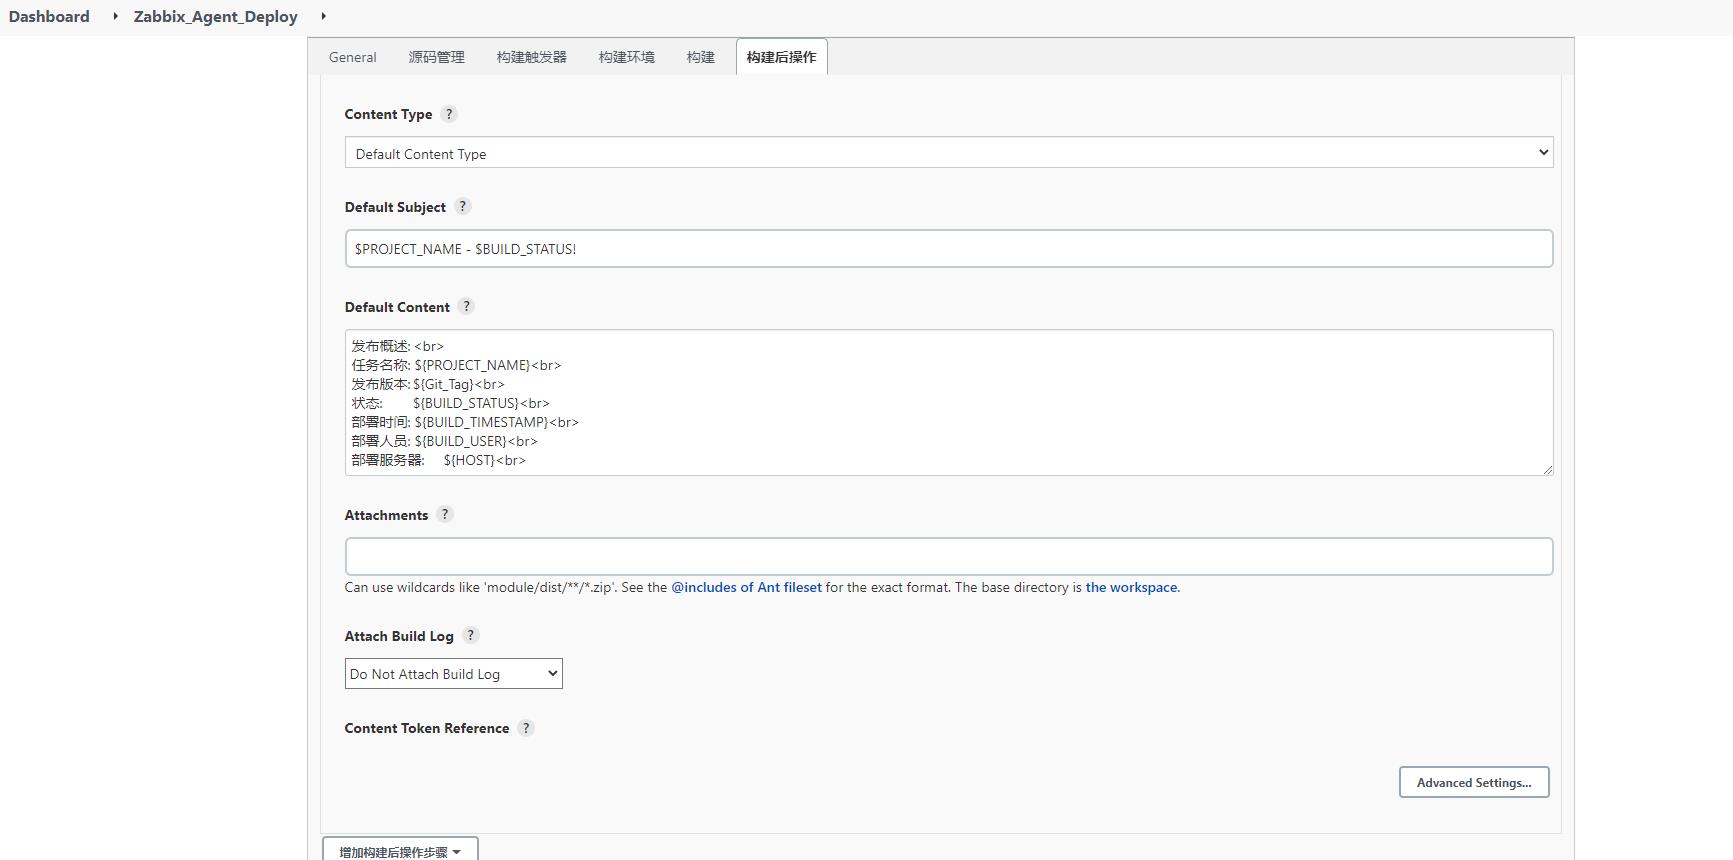 Dashboard Zabbix_Agent_Deploy
General 源码管理 构建触发器 构建环境 构建 构建后操作
Content Type ?
Default Content Type
Default Subject ?
$PROJECT_NAME - $BUILD_STATUS!
Default Content ?
发布概述: <br>
任务名称: ${PROJECT_NAME}<br>
发布版本: ${Git_Tag}<br>
状态: ${BUILD_STATUS}<br>
部署时间: ${BUILD_TIMESTAMP}<br>
部署人员: ${BUILD_USER}<br>
部署服务器: ${HOST}<br>
Attachments ?
Can use wildcards like 'module/dist/**/*.zip'. See the @includes of Ant fileset for the exact format. The base directory is the workspace.
Attach Build Log ?
Do Not Attach Build Log
Content Token Reference ?
Advanced Settings...
增加构建后操作步骤